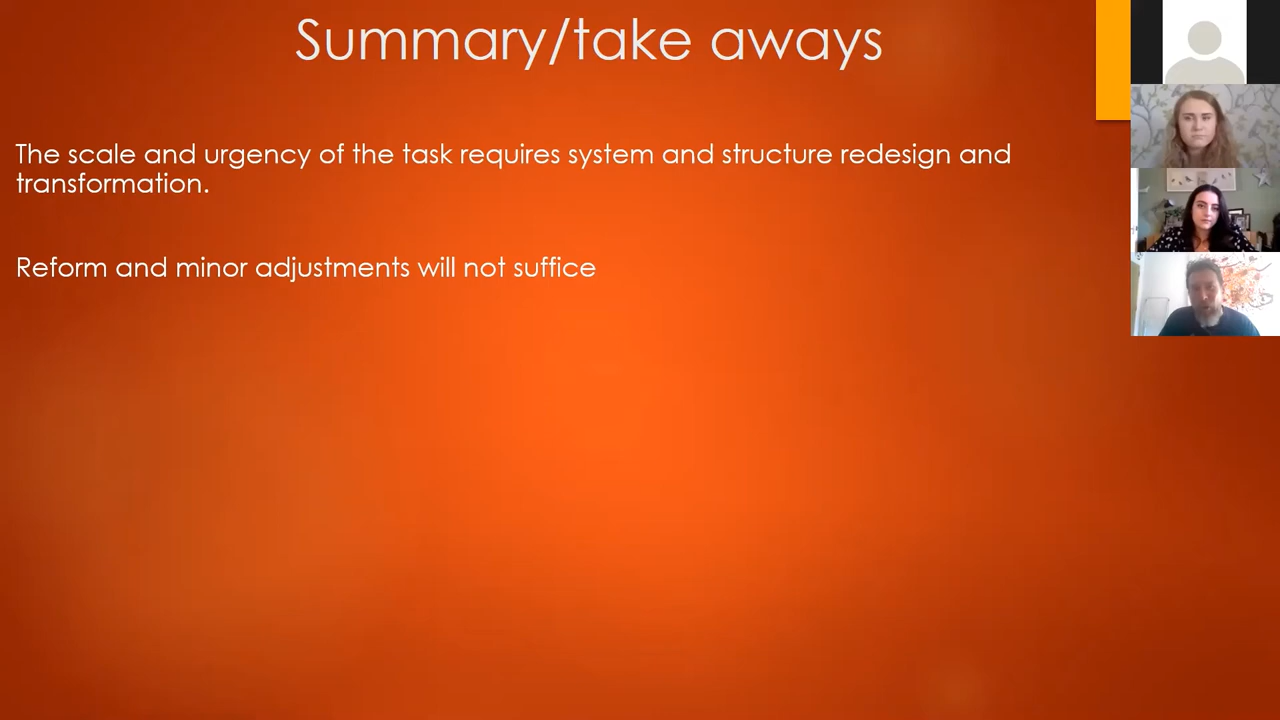 Summary/take aways
The scale and urgency of the task requires system and structure redesign and
transformation.
Reform and minor adjustments will not suffice